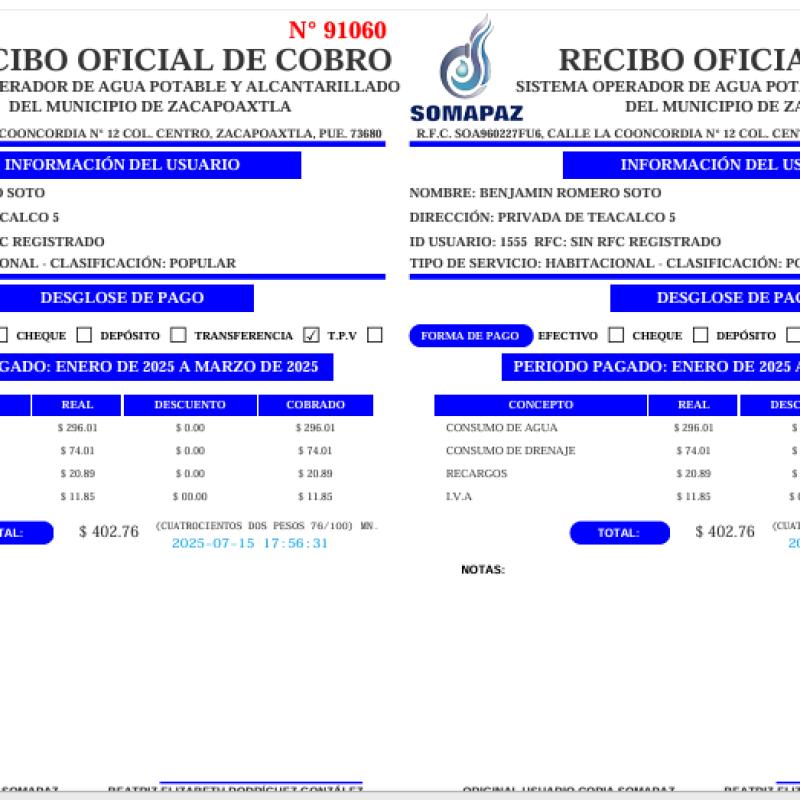 N° 91060
CIBO OFICIAL DE COBRO
ERADOR DE AGUA POTABLE Y ALCANTARILLADO
DEL MUNICIPIO DE ZACAPOAXTLA
COONCORDIA N° 12 COL. CENTRO, ZACAPOAXTLA, PUE. 73680
INFORMACIÓN DEL USUARIO
O SOTO
CALCO 5
C REGISTRADO
ONAL - CLASIFICACIÓN: POPULAR
DESGLOSE DE PAGO
CHEQUE DEPÓSITO TRANSFERENCIA ✓ T.P.V
GADO: ENERO DE 2025 A MARZO DE 2025
REAL DESCUENTO COBRADO
$ 296.01 $ 0.00 $ 296.01
$ 74.01 $ 0.00 $ 74.01
$ 20.89 $ 0.00 $ 20.89
$ 11.85 $ 00.00 $ 11.85
TAL: $ 402.76 (CUATROCIENTOS DOS PESOS 76/100) MN.
2025-07-15 17:56:31
SOMAPAZ
BEATRIZ ELIZABETH RODRÍGUEZ GONZÁLEZ
SOMAPAZ
RECIBO OFICIA
SISTEMA OPERADOR DE AGUA POTA
DEL MUNICIPIO DE ZA
R.F.C. SOA960227FU6, CALLE LA COONCORDIA N° 12 COL. CEN
INFORMACIÓN DEL US
NOMBRE: BENJAMIN ROMERO SOTO
DIRECCIÓN: PRIVADA DE TEACALCO 5
ID USUARIO: 1555 RFC: SIN RFC REGISTRADO
TIPO DE SERVICIO: HABITACIONAL - CLASIFICACIÓN: PO
DESGLOSE DE PAG
FORMA DE PAGO EFECTIVO CHEQUE DEPÓSITO
PERIODO PAGADO: ENERO DE 2025 A
CONCEPTO REAL DESC
CONSUMO DE AGUA $ 296.01 $
CONSUMO DE DRENAJE $ 74.01 $
RECARGOS $ 20.89 $
I.V.A $ 11.85 $
TOTAL: $ 402.76 (CUAT
20
NOTAS:
ORIGINAL USUARIO COPIA SOMAPAZ
BEATRIZ ELIZ